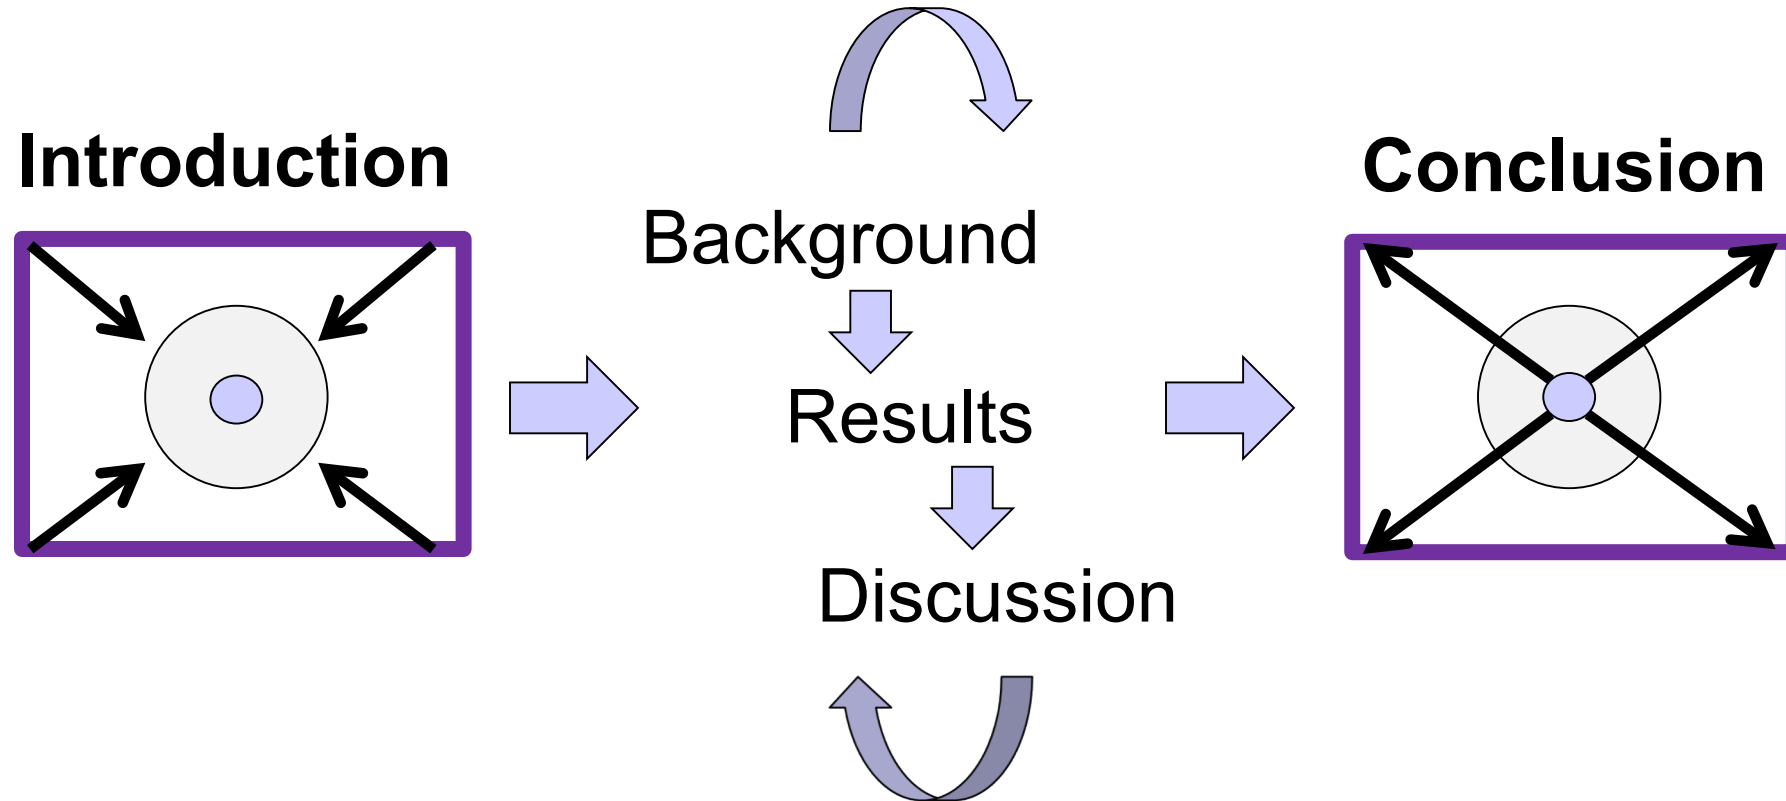 Introduction
Background
Results
Discussion
Conclusion